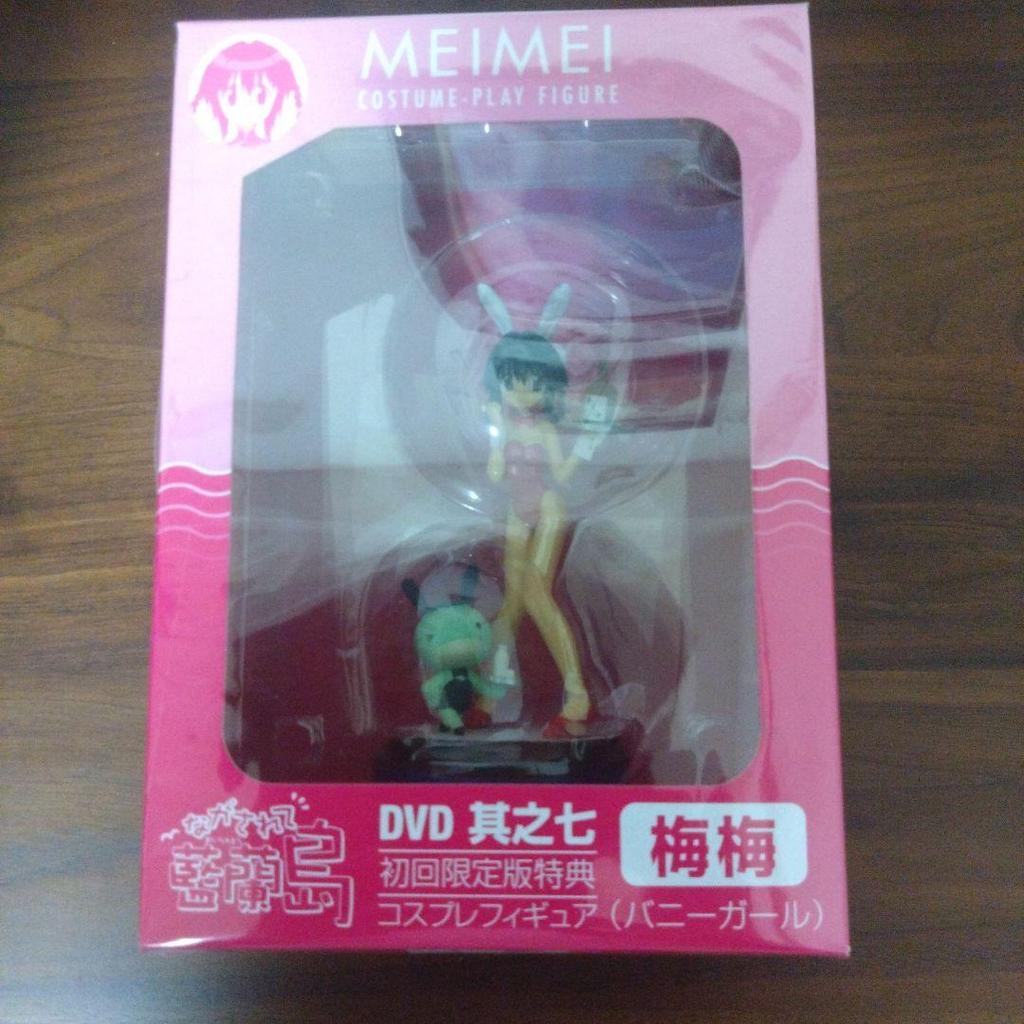 MEIMEI
COSTUME-PLAY FIGURE
ながされて
藍蘭島
DVD 其之七
初回限定版特典
コスプレフィギュア（バニーガール）
梅梅